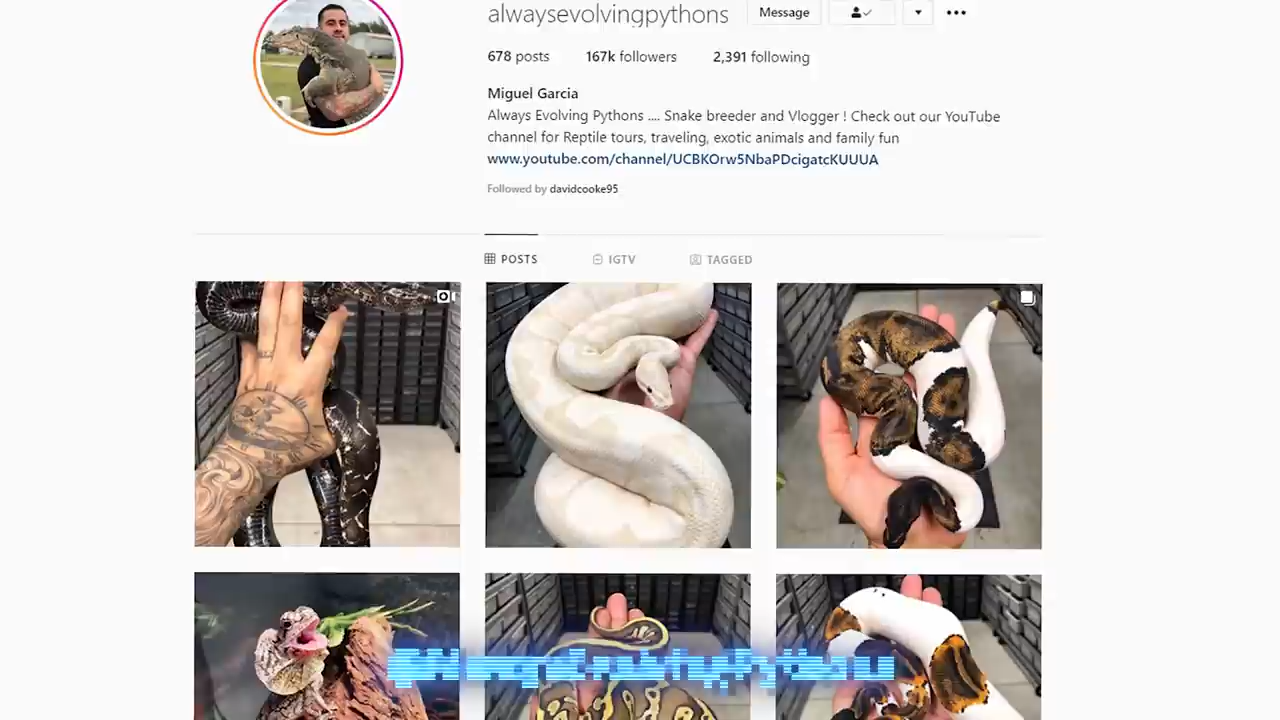 alwaysevolvingpythons Message
678 posts 167k followers 2,391 following
Miguel Garcia
Always Evolving Pythons .... Snake breeder and Vlogger ! Check out our YouTube
channel for Reptile tours, traveling, exotic animals and family fun
www.youtube.com/channel/UCBKOrw5NbaPDcigatcKUUUA
Followed by davidcooke95
POSTS IGTV TAGGED